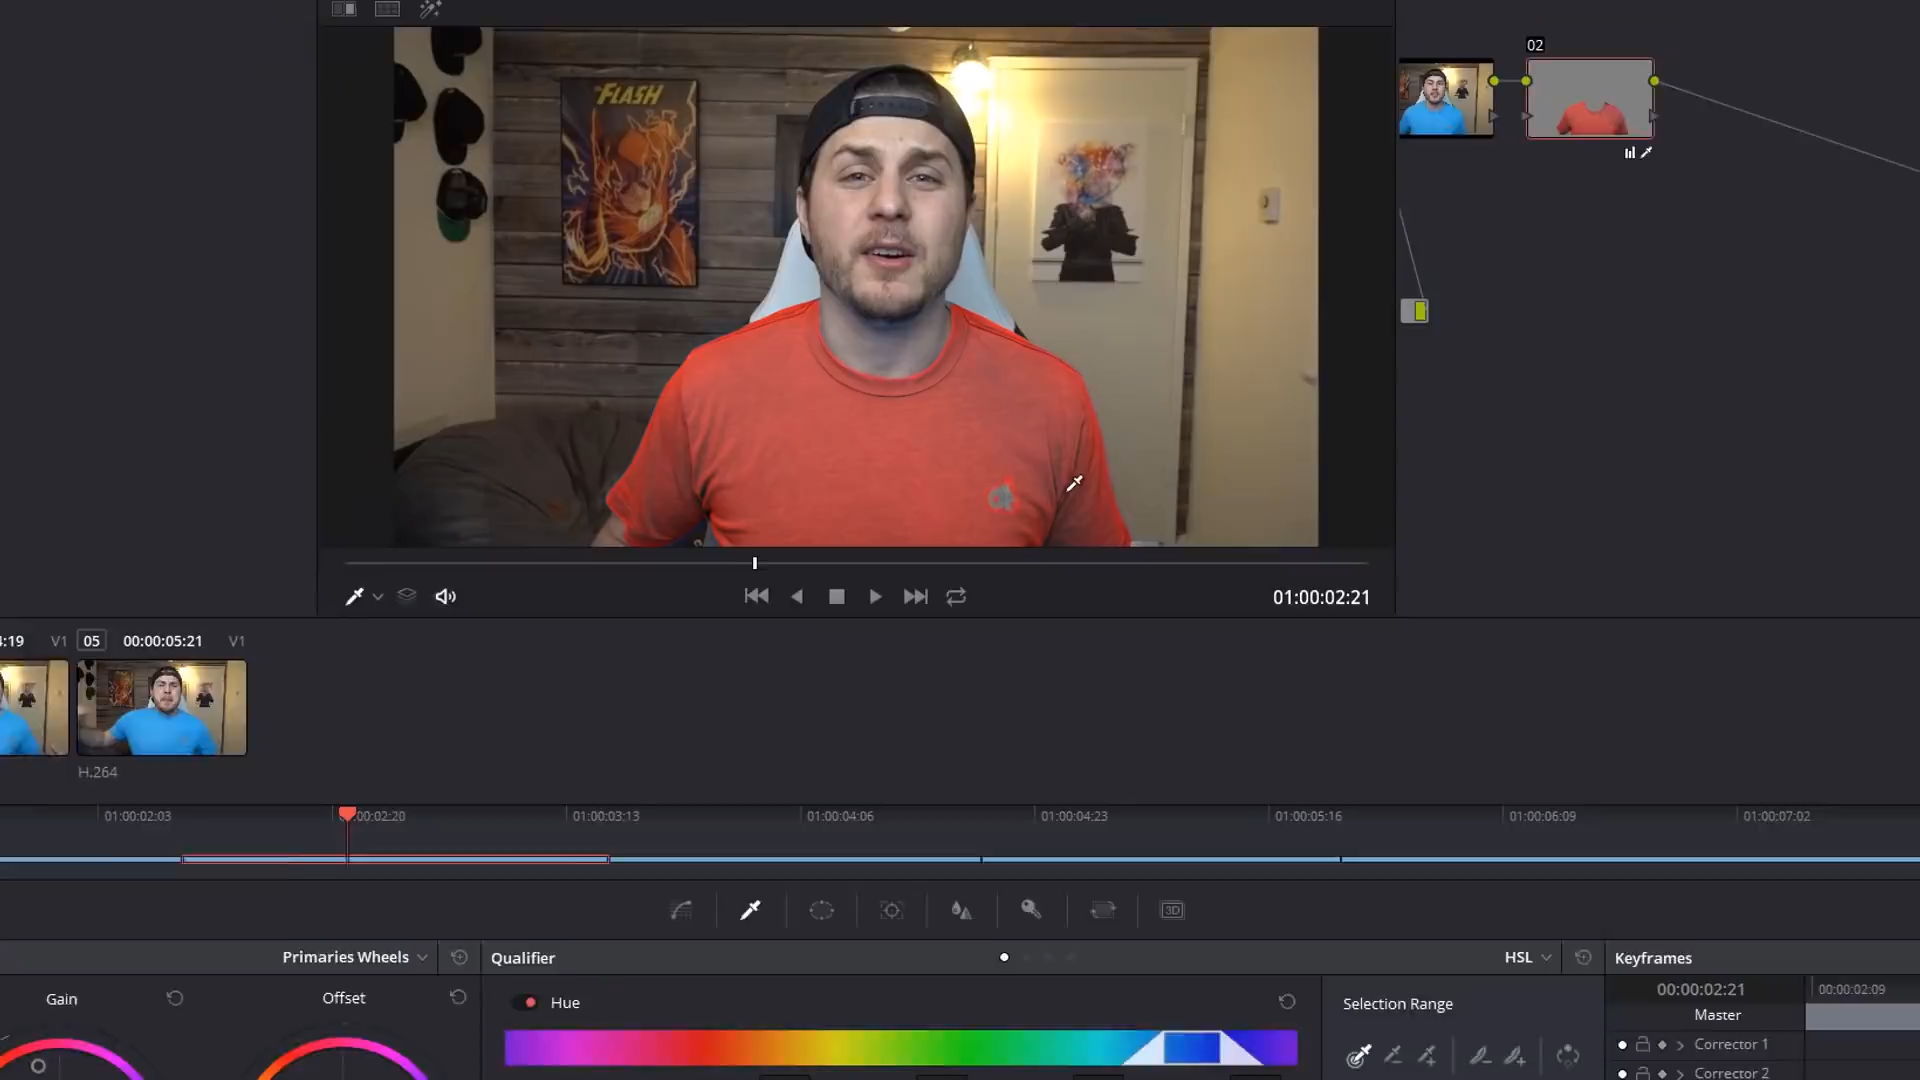 02
FLASH
01:00:02:21
4:19 V1 05 00:00:05:21 V1
H.264
01:00:02:03 :00:02:20 01:00:03:13 01:00:04:06 01:00:04:23 01:00:05:16 01:00:06:09 01:00:07:02
3D
Primaries Wheels
Qualifier
HSL
Keyframes
Gain
Offset
Hue
Selection Range
00:00:02:21
00:00:02:09
Master
Corrector 1
Corrector 2